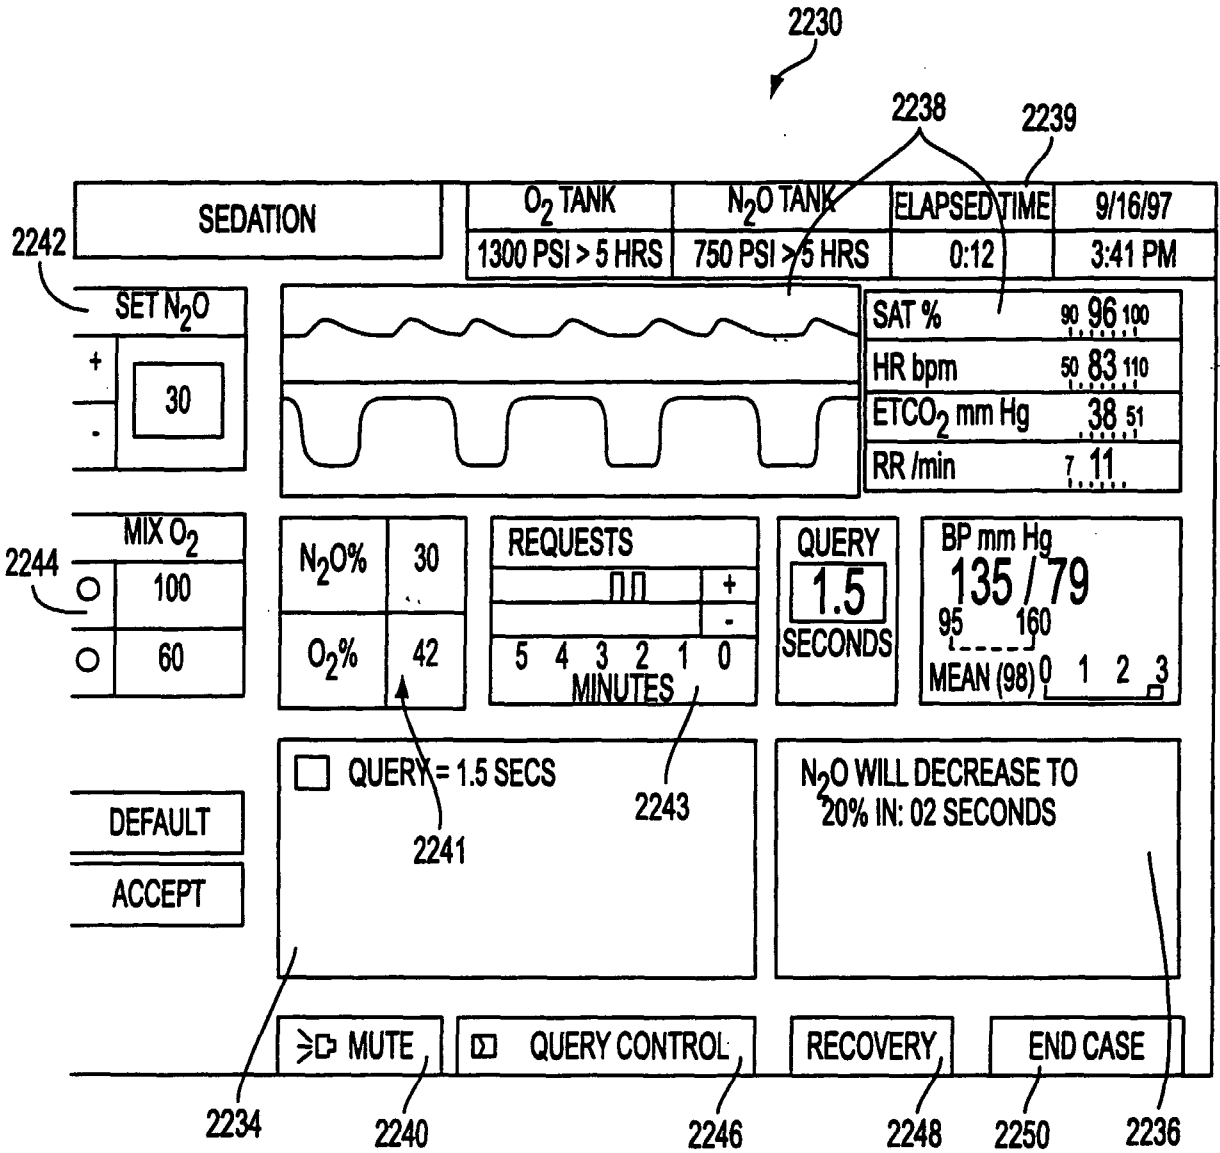 2230
2238
2239
SEDATION
O2 TANK
N2O TANK
ELAPSED TIME
9/16/97
1300 PSI > 5 HRS
750 PSI > 5 HRS
0:12
3:41 PM
2242
SET N2O
+
30
-
SAT %
90 96 100
HR bpm
50 83 110
ETCO2 mm Hg
38 51
RR /min
7 11
2244
MIX O2
100
60
N2O%
30
O2%
42
REQUESTS
+
-
5 4 3 2 1 0
MINUTES
QUERY
1.5
SECONDS
BP mm Hg
135 / 79
95 160
MEAN (98) 0 1 2 3
QUERY = 1.5 SECS
2243
2241
N2O WILL DECREASE TO
20% IN: 02 SECONDS
DEFAULT
ACCEPT
MUTE
QUERY CONTROL
RECOVERY
END CASE
2234
2240
2246
2248
2250
2236